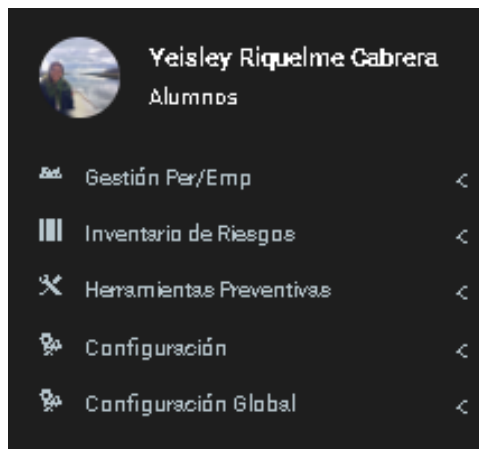 Yeisley Riquelme Cabrera
Alumnos
Gestión Per/Emp
Inventario de Riesgos
Herramientas Preventivas
Configuración
Configuración Global